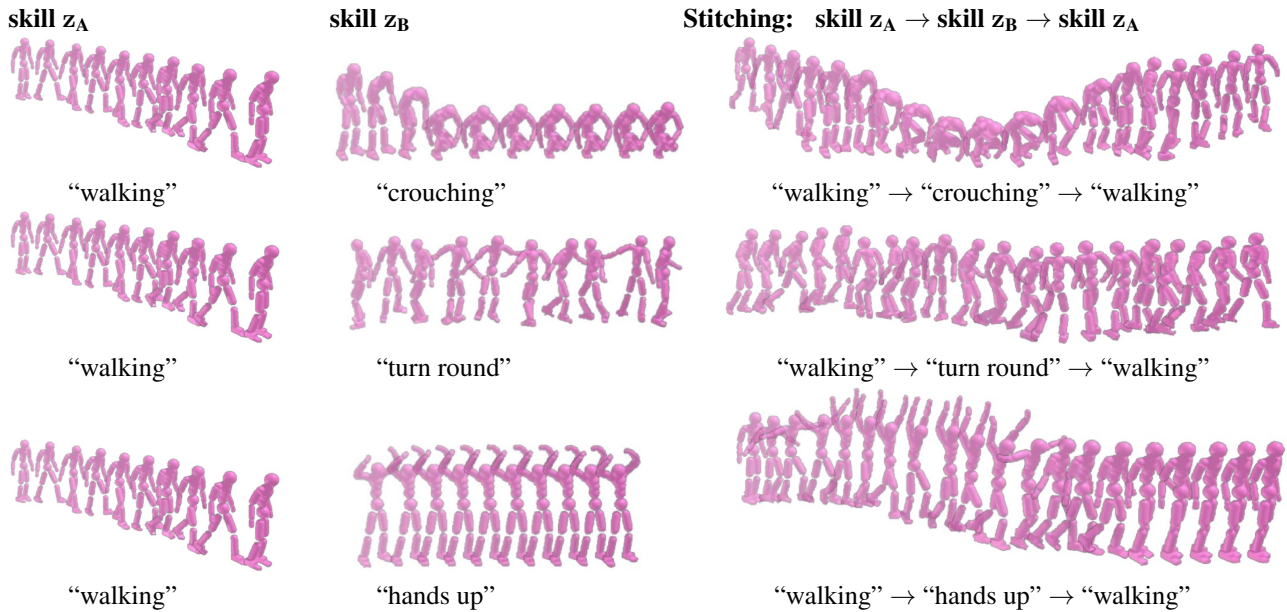 skill z_A skill z_B Stitching: skill z_A → skill z_B → skill z_A
“walking” “crouching” “walking” → “crouching” → “walking”
“walking” “turn round” “walking” → “turn round” → “walking”
“walking” “hands up” “walking” → “hands up” → “walking”